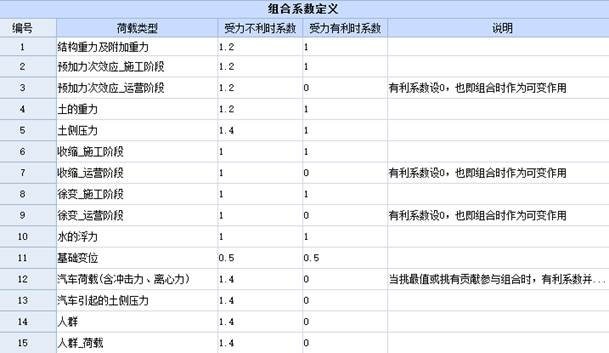 组合系数定义
编号 荷载类型 受力不利时系数 受力有利时系数 说明
1 结构重力及附加重力 1.2 1
2 预加力次效应_施工阶段 1.2 1
3 预加力次效应_运营阶段 1.2 0 有利系数设0，也即组合时作为可变作用
4 土的重力 1.2 1
5 土侧压力 1.4 1
6 收缩_施工阶段 1 1
7 收缩_运营阶段 1 0 有利系数设0，也即组合时作为可变作用
8 徐变_施工阶段 1 1
9 徐变_运营阶段 1 0 有利系数设0，也即组合时作为可变作用
10 水的浮力 1 1
11 基础变位 0.5 0.5
12 汽车荷载(含冲击力、离心力) 1.4 0 当挑最值或挑有贡献参与组合时，有利系数并...
13 汽车引起的土侧压力 1.4 0
14 人群 1.4 0
15 人群_荷载 1.4 0